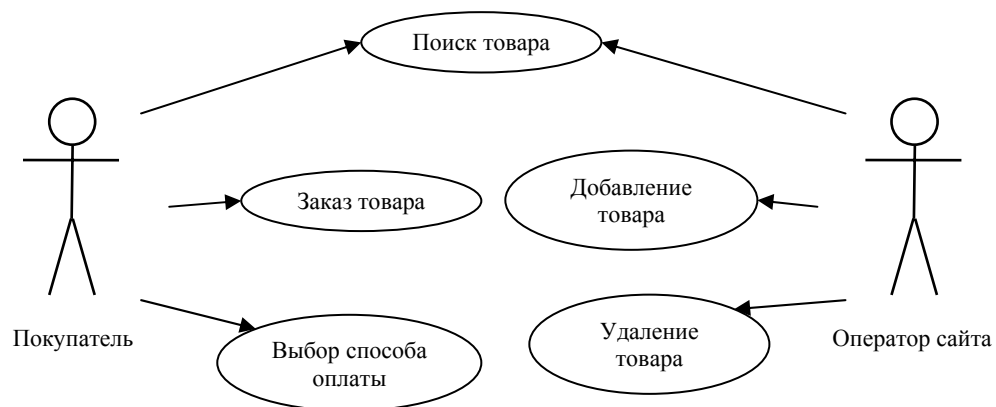 Поиск товара
Заказ товара
Добавление
товара
Покупатель
Выбор способа
оплаты
Удаление
товара
Оператор сайта